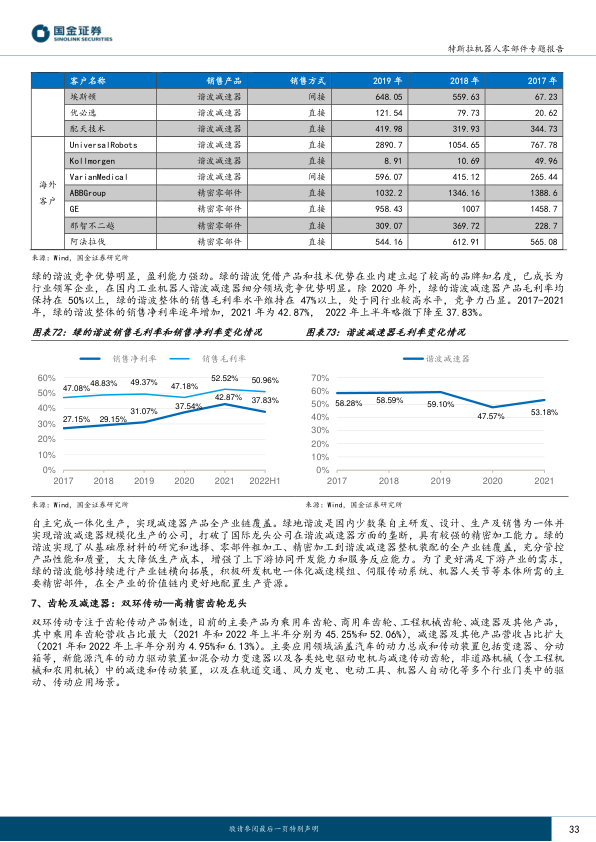 国金证券
SINOLINK SECURITIES
特斯拉机器人零部件专题报告
客户名称 销售产品 销售方式 2019 年 2018 年 2017 年
埃斯顿 谐波减速器 间接 648.05 559.63 67.23
优必选 谐波减速器 直接 121.54 79.73 20.62
配天技术 谐波减速器 直接 419.98 319.93 344.73
海外客户
UniversalRobots 谐波减速器 直接 2890.7 1054.65 767.78
Kollmorgen 谐波减速器 直接 8.91 10.69 49.96
VarianMedical 谐波减速器 间接 596.07 415.12 265.44
ABBGroup 精密零部件 直接 1032.2 1346.16 1388.6
GE 精密零部件 直接 958.43 1007 1458.7
那智不二越 精密零部件 直接 309.07 369.72 228.7
阿法拉伐 精密零部件 直接 544.16 612.91 565.08
来源：Wind，国金证券研究所
绿的谐波竞争优势明显，盈利能力强劲。绿的谐波凭借产品和技术优势在业内建立起了较高的品牌知名度，已成长为
行业领军企业，在国内工业机器人谐波减速器细分领域竞争优势明显。除 2020 年外，绿的谐波减速器产品毛利率均
保持在 50%以上，绿的谐波整体的销售毛利率水平维持在 47%以上，处于同行业较高水平，竞争力凸显。2017-2021
年，绿的谐波整体的销售净利率逐年增加，2021 年为 42.87%， 2022 年上半年略微下降至 37.83%。
图表72：绿的谐波销售毛利率和销售净利率变化情况
销售净利率 销售毛利率
60%
50%
40%
30%
20%
10%
0%
47.08% 48.83% 49.37% 47.18% 52.52% 50.96%
27.15% 29.15% 31.07% 37.54% 42.87% 37.83%
2017 2018 2019 2020 2021 2022H1
来源：Wind，国金证券研究所
图表73：谐波减速器毛利率变化情况
谐波减速器
70%
60%
50%
40%
30%
20%
10%
0%
58.28% 58.59% 59.10% 47.57% 53.18%
2017 2018 2019 2020 2021
来源：Wind，国金证券研究所
自主完成一体化生产，实现减速器产品全产业链覆盖。绿地谐波是国内少数集自主研发、设计、生产及销售为一体并
实现谐波减速器规模化生产的公司，打破了国际龙头公司在谐波减速器方面的垄断，具有较强的精密加工能力。绿的
谐波实现了从基础原材料的研究和选择、零部件粗加工、精密加工到谐波减速器整机装配的全产业链覆盖，充分管控
产品性能和质量，大大降低生产成本，增强了上下游协同开发能力和服务反应能力。为了更好满足下游产业的需求，
绿的谐波能够持续进行产业链横向拓展，积极研发机电一体化减速模组、伺服传动系统、机器人关节等本体所需的主
要精密部件，在全产业的价值链内更好地配置生产资源。
7、齿轮及减速器：双环传动—高精密齿轮龙头
双环传动专注于齿轮传动产品制造，目前的主要产品为乘用车齿轮、商用车齿轮、工程机械齿轮、减速器及其他产品，
其中乘用车齿轮营收占比最大（2021 年和 2022 年上半年分别为 45.25%和 52.06%），减速器及其他产品营收占比扩大
（2021 年和 2022 年上半年分别为 4.95%和 6.13%）。主要应用领域涵盖汽车的动力总成和传动装置包括变速器、分动
箱等，新能源汽车的动力驱动装置如混合动力变速器以及各类纯电驱动电机与减速传动齿轮，非道路机械（含工程机
械和农用机械）中的减速和传动装置，以及在轨道交通、风力发电、电动工具、机器人自动化等多个行业门类中的驱
动、传动应用场景。
敬请参阅最后一页特别声明
33